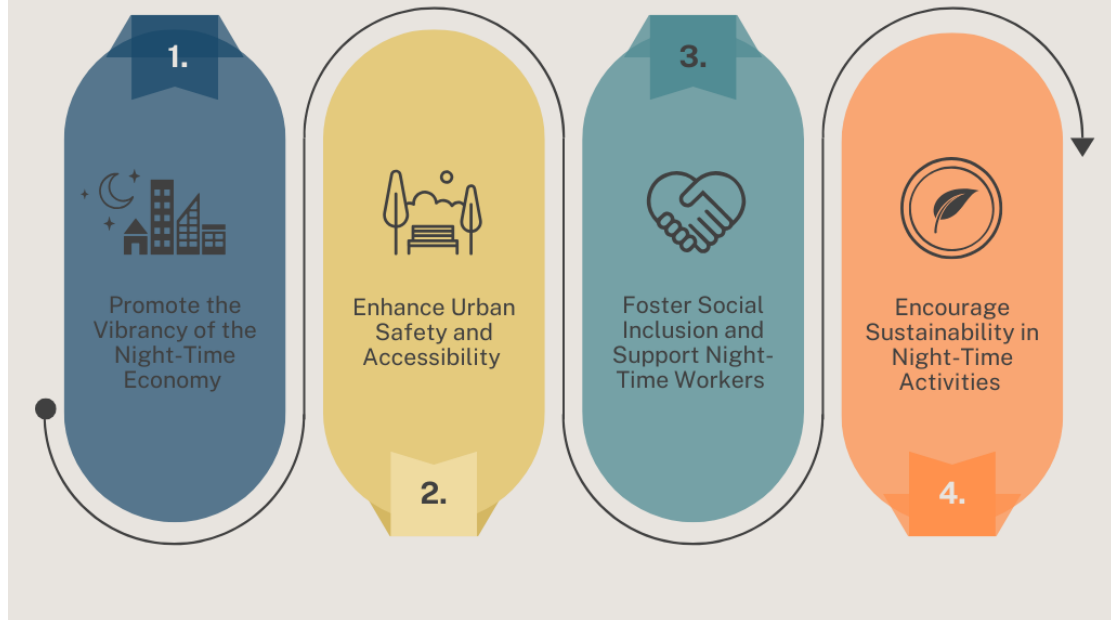 1.
Promote the
Vibrancy of the
Night-Time
Economy
Enhance Urban
Safety and
Accessibility
2.
3.
Foster Social
Inclusion and
Support Night-
Time Workers
Encourage
Sustainability in
Night-Time
Activities
4.